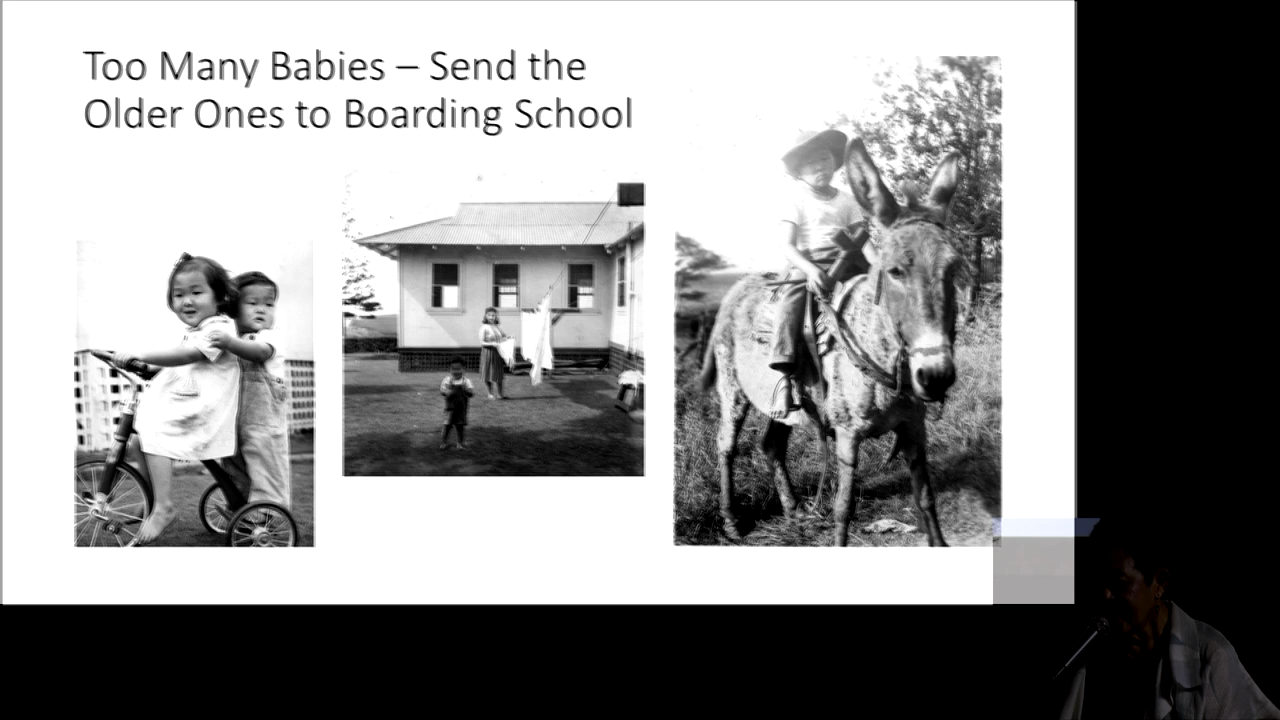 Too Many Babies – Send the
Older Ones to Boarding School